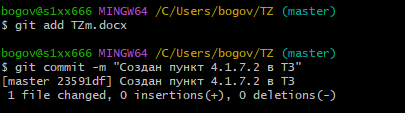 bogov@s1xx666 MINGW64 /C/Users/bogov/TZ (master)
$ git add TZm.docx
bogov@s1xx666 MINGW64 /C/Users/bogov/TZ (master)
$ git commit -m "Создан пункт 4.1.7.2 в ТЗ"
[master 23591df] Создан пункт 4.1.7.2 в ТЗ
1 file changed, 0 insertions(+), 0 deletions(-)